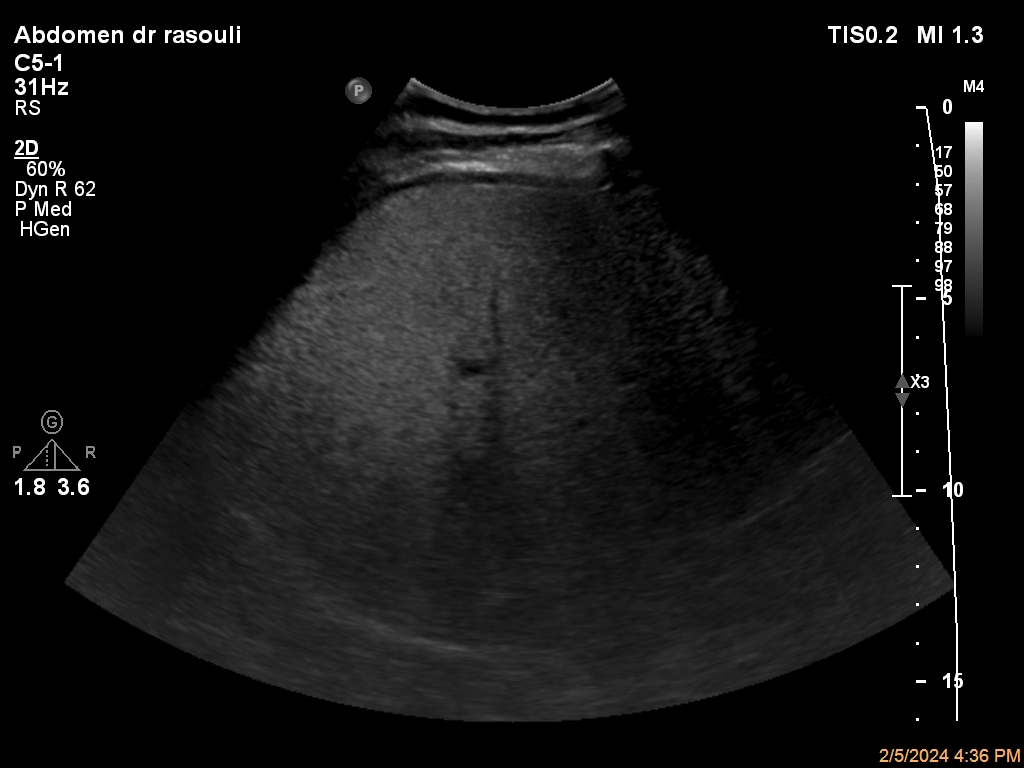 Abdomen dr rasouli
TIS0.2 MI 1.3
C5-1
31Hz
RS
2D
60%
Dyn R 62
P Med
HGen
P
M4
0
17
50
57
68
79
88
97
98
5
X3
G
P R
1.8 3.6
10
15
2/5/2024 4:36 PM